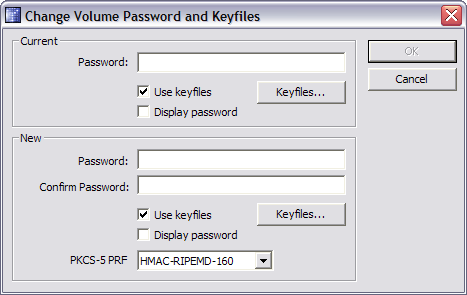 Change Volume Password and Keyfiles
Current
Password:
Use keyfiles
Keyfiles...
Display password
OK
Cancel
New
Password:
Confirm Password:
Use keyfiles
Keyfiles...
Display password
PKCS-5 PRF
HMAC-RIPEMD-160